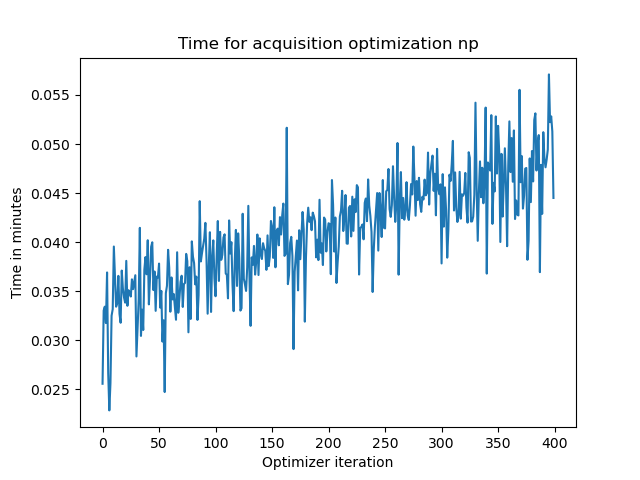 Time for acquisition optimization np
0.055
0.050
0.045
0.040
0.035
0.030
0.025
Time in minutes
0 50 100 150 200 250 300 350 400
Optimizer iteration